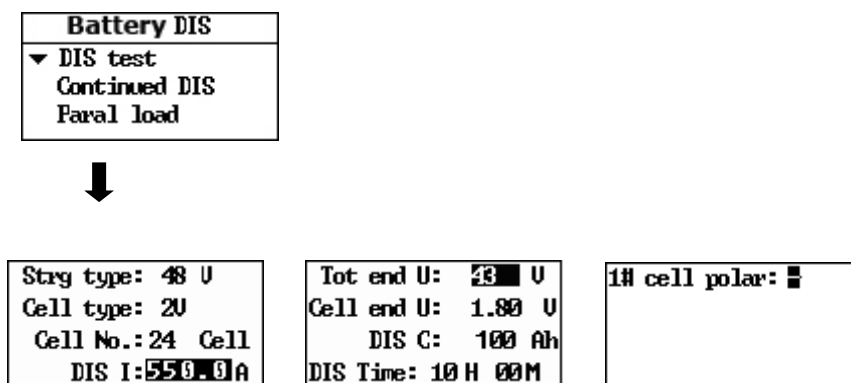 Battery DIS
DIS test
Continued DIS
Paral load
Strg type: 48 V
Cell type: 2V
Cell No.: 24 Cell
DIS I: 550.0 A
Tot end U: 43 V
Cell end U: 1.80 V
DIS C: 100 Ah
DIS Time: 10 H 00 M
1# cell polar: -